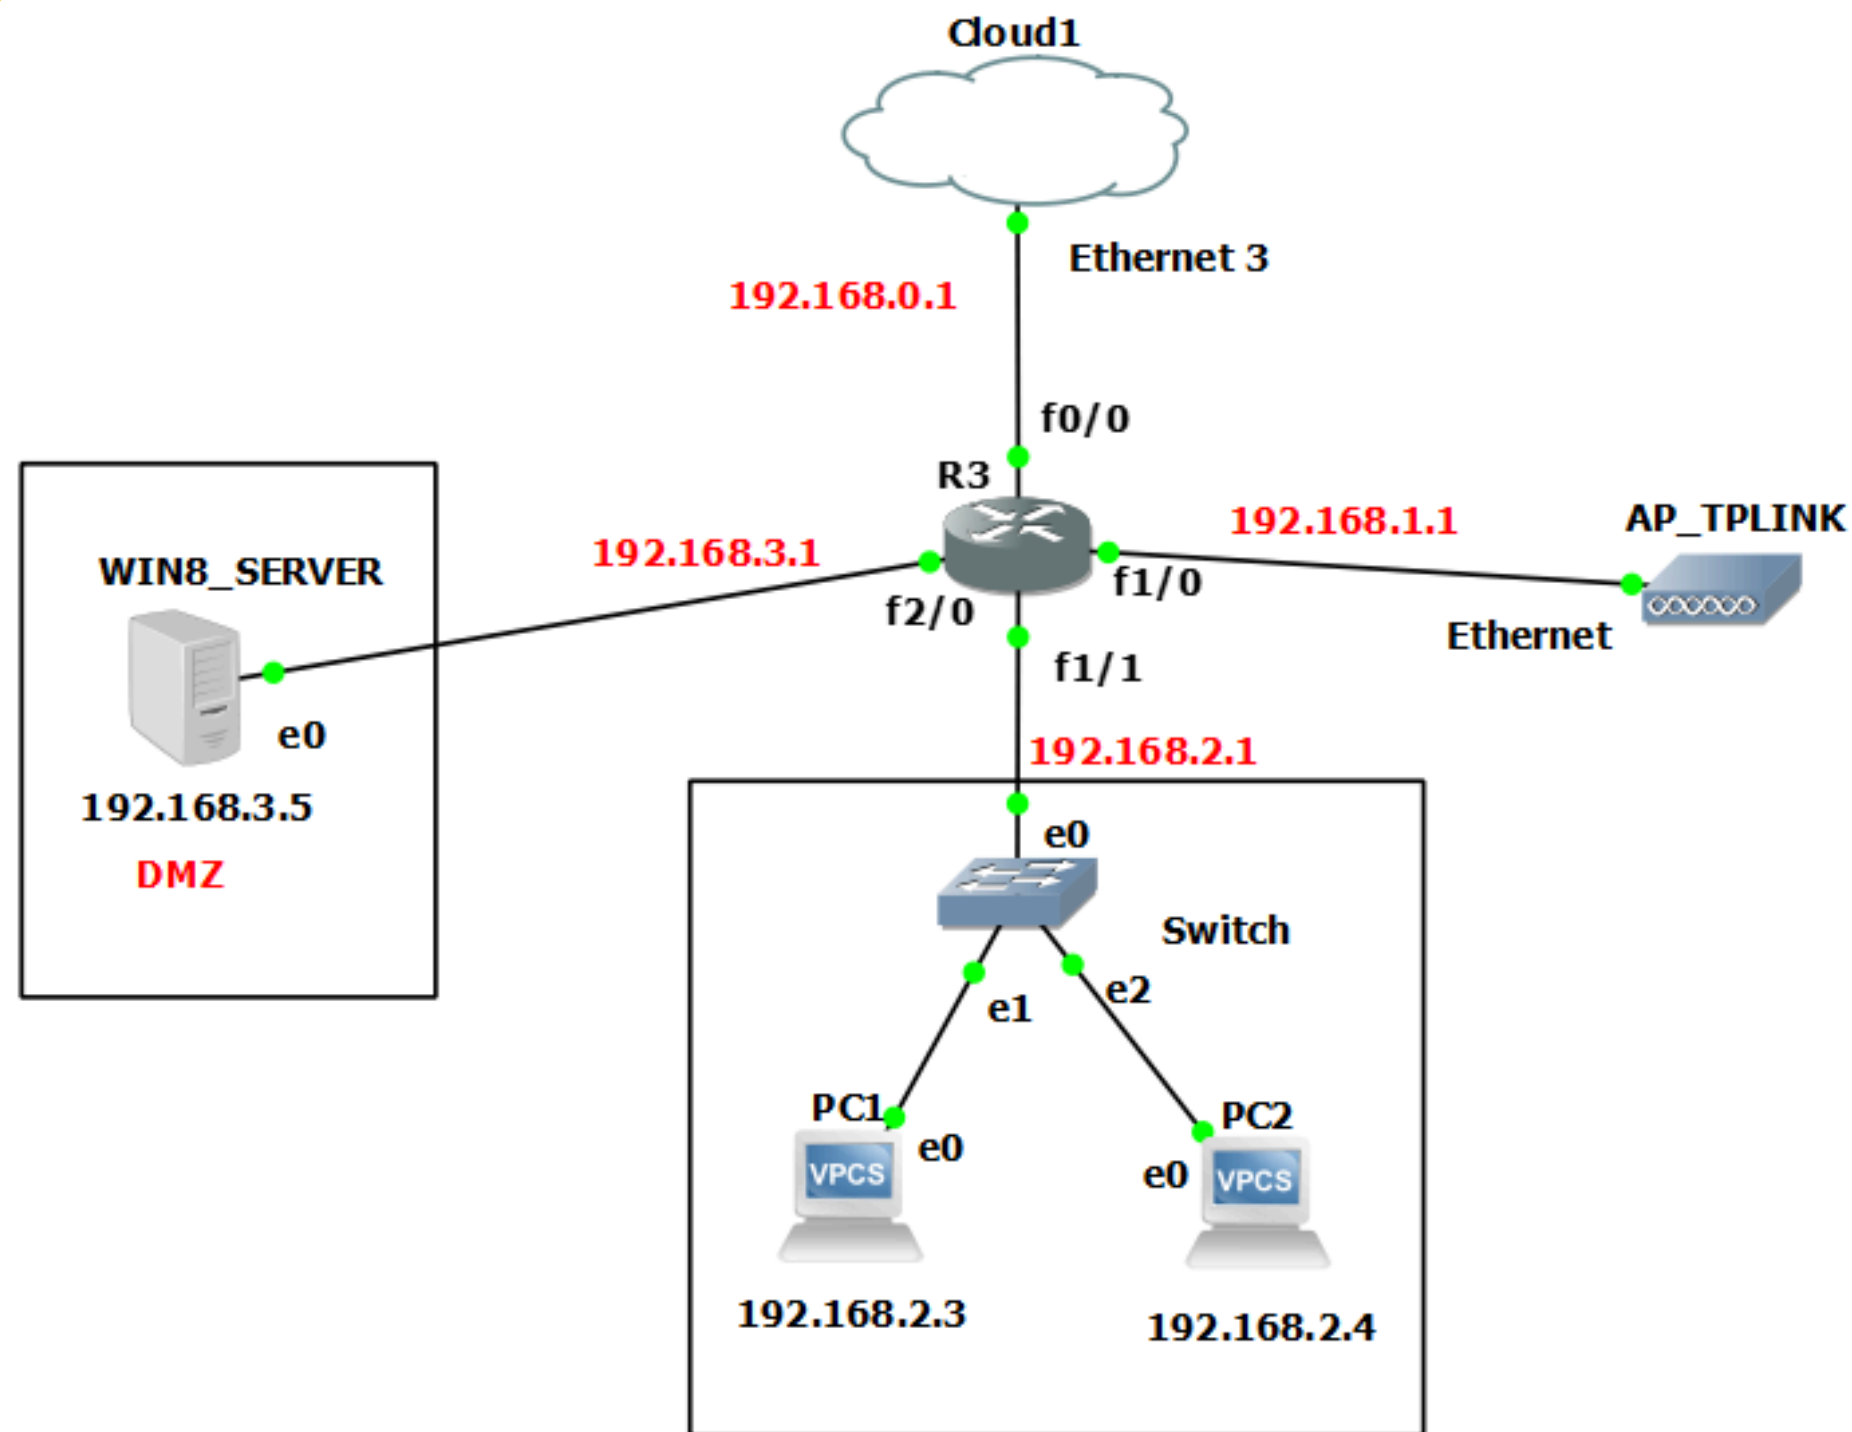 Cloud1
Ethernet 3
192.168.0.1
f0/0
R3
192.168.1.1
AP_TPLINK
192.168.3.1
WIN8_SERVER
f1/0
f2/0
Ethernet
f1/1
e0
192.168.2.1
192.168.3.5
e0
DMZ
Switch
e2
e1
PC1
PC2
e0
VPCS
e0
VPCS
192.168.2.3
192.168.2.4